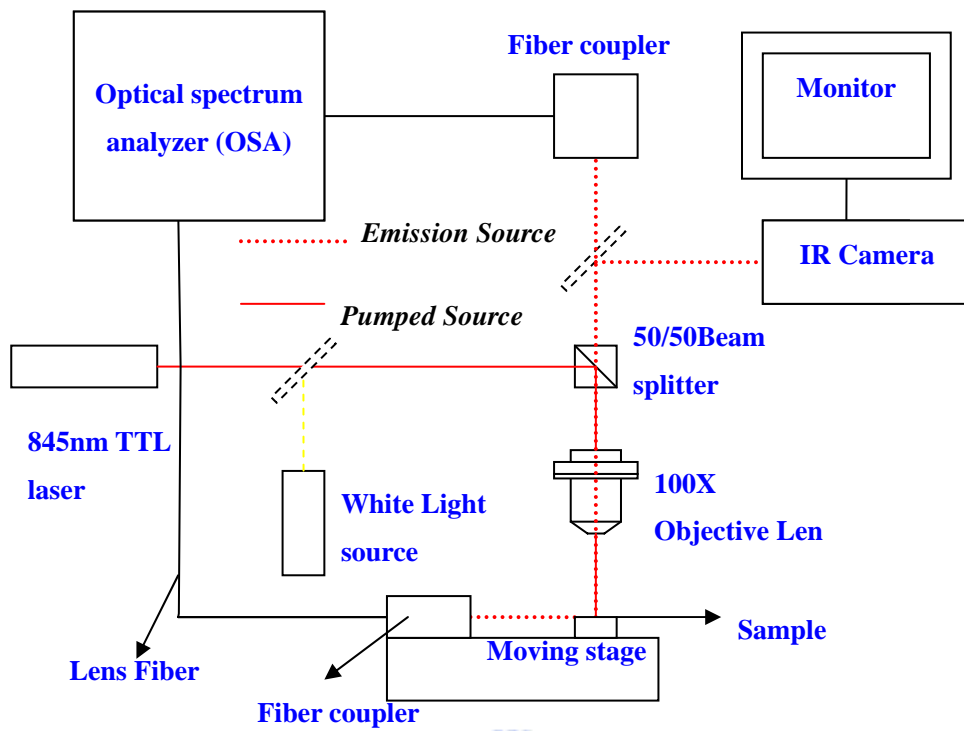 Fiber coupler
Optical spectrum
analyzer (OSA)
Monitor
Emission Source
IR Camera
Pumped Source
50/50Beam
splitter
845nm TTL
laser
White Light
source
100X
Objective Len
Sample
Moving stage
Lens Fiber
Fiber coupler